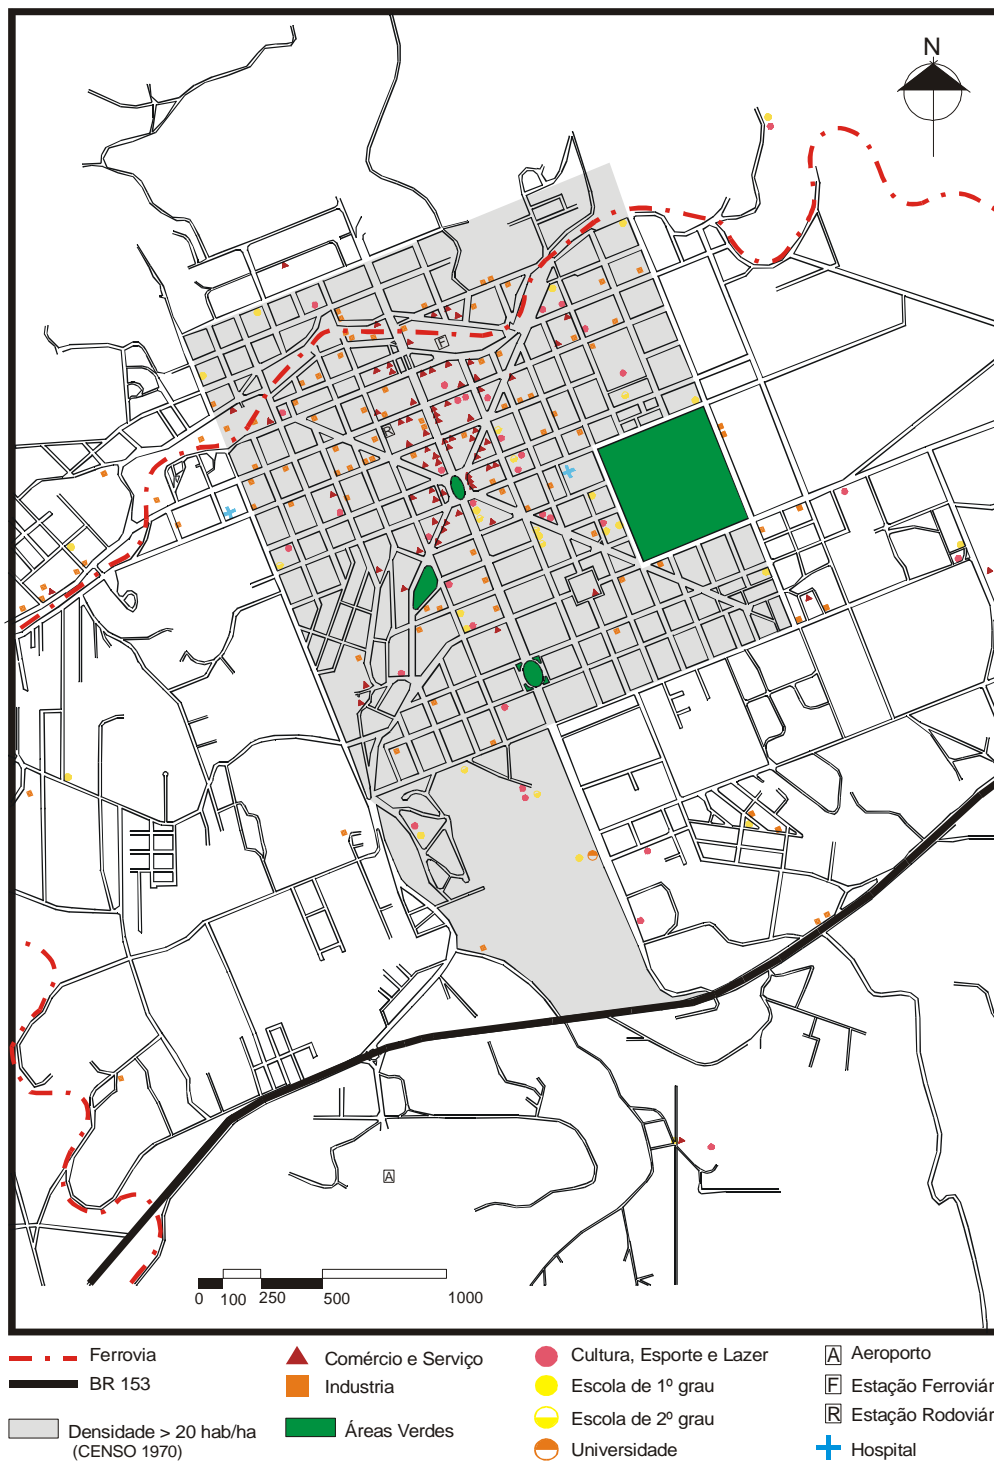 N
F
R
A
0 100 250 500 1000
Ferrovia
BR 153
Densidade > 20 hab/ha
(CENSO 1970)
Comércio e Serviço
Industria
Áreas Verdes
Cultura, Esporte e Lazer
Escola de 1º grau
Escola de 2º grau
Universidade
A Aeroporto
F Estação Ferroviár
R Estação Rodoviár
Hospital